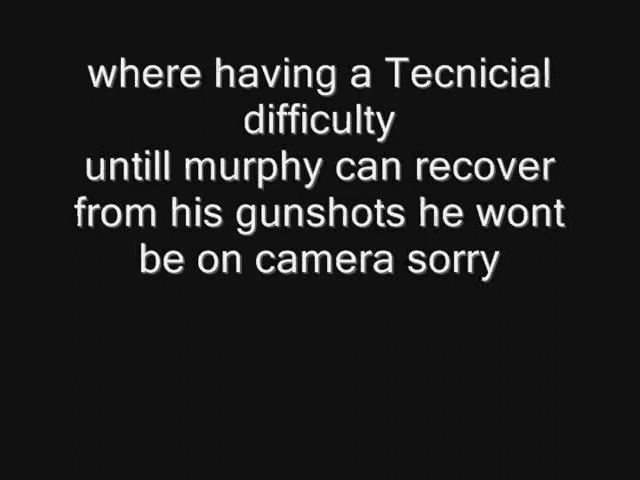 where having a Tecnicial
difficulty
untill murphy can recover
from his gunshots he wont
be on camera sorry